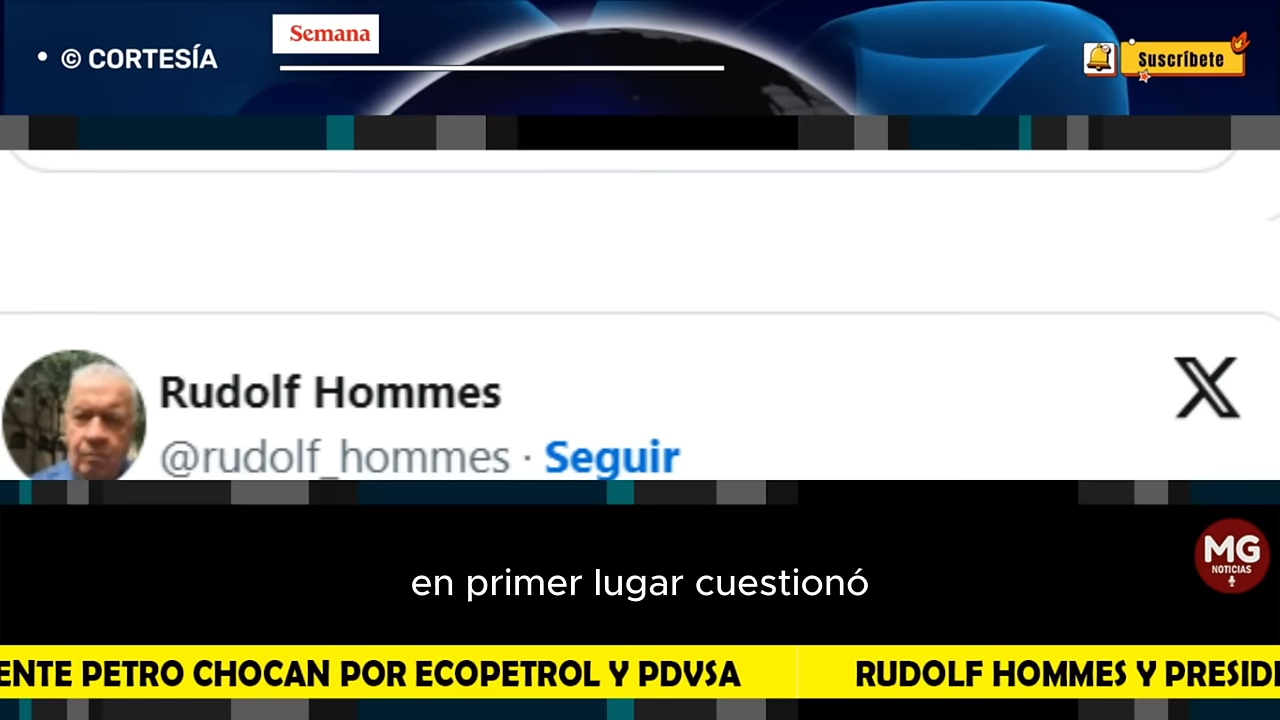 Semana
• © CORTESÍA
Suscríbete
Rudolf Hommes
@rudolf_hommes · Seguir
en primer lugar cuestionó
MG
NOTICIAS
ENTE PETRO CHOCAN POR ECOPETROL Y PDVSA
RUDOLF HOMMES Y PRESID